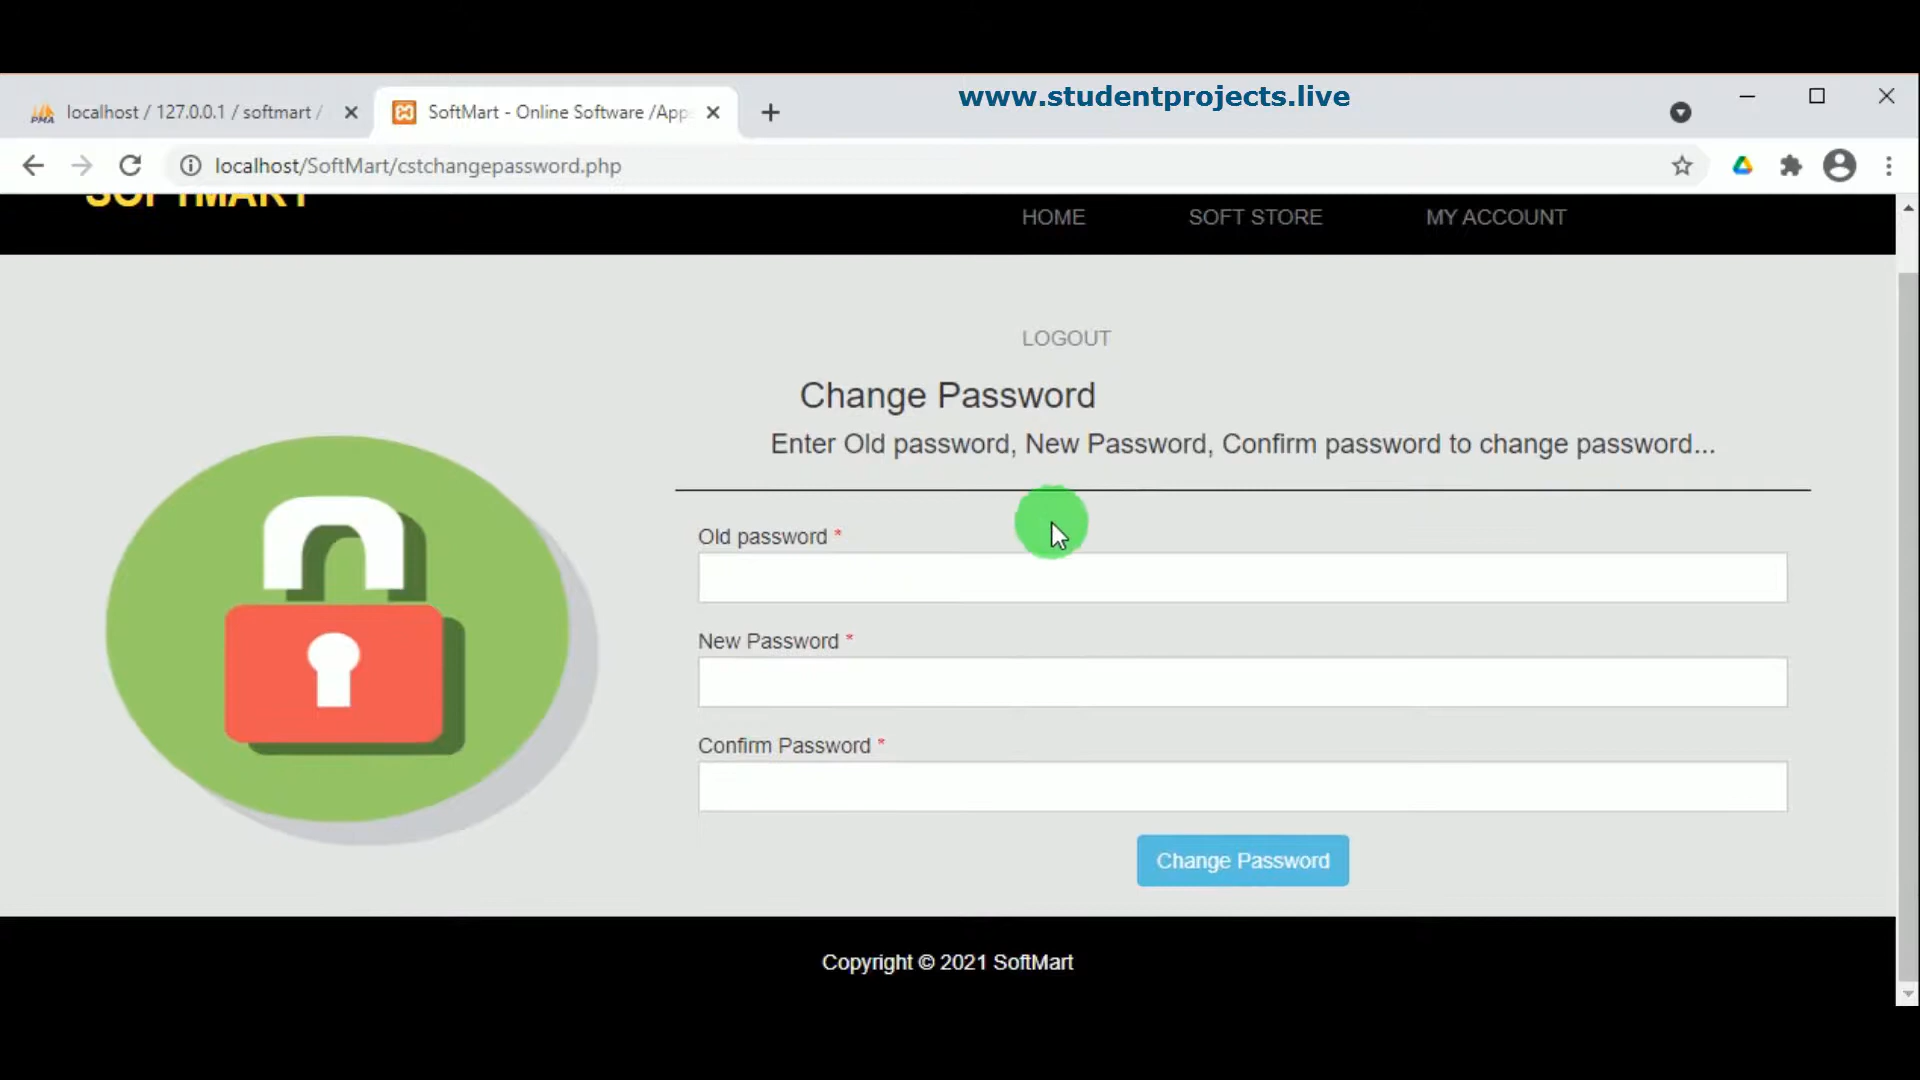 www.studentprojects.live
localhost / 127.0.0.1 / softmart /
SoftMart - Online Software /App
localhost/SoftMart/cstchangepassword.php
SOFTMART
HOME
SOFT STORE
MY ACCOUNT
LOGOUT
Change Password
Enter Old password, New Password, Confirm password to change password...
Old password *
New Password *
Confirm Password *
Change Password
Copyright © 2021 SoftMart